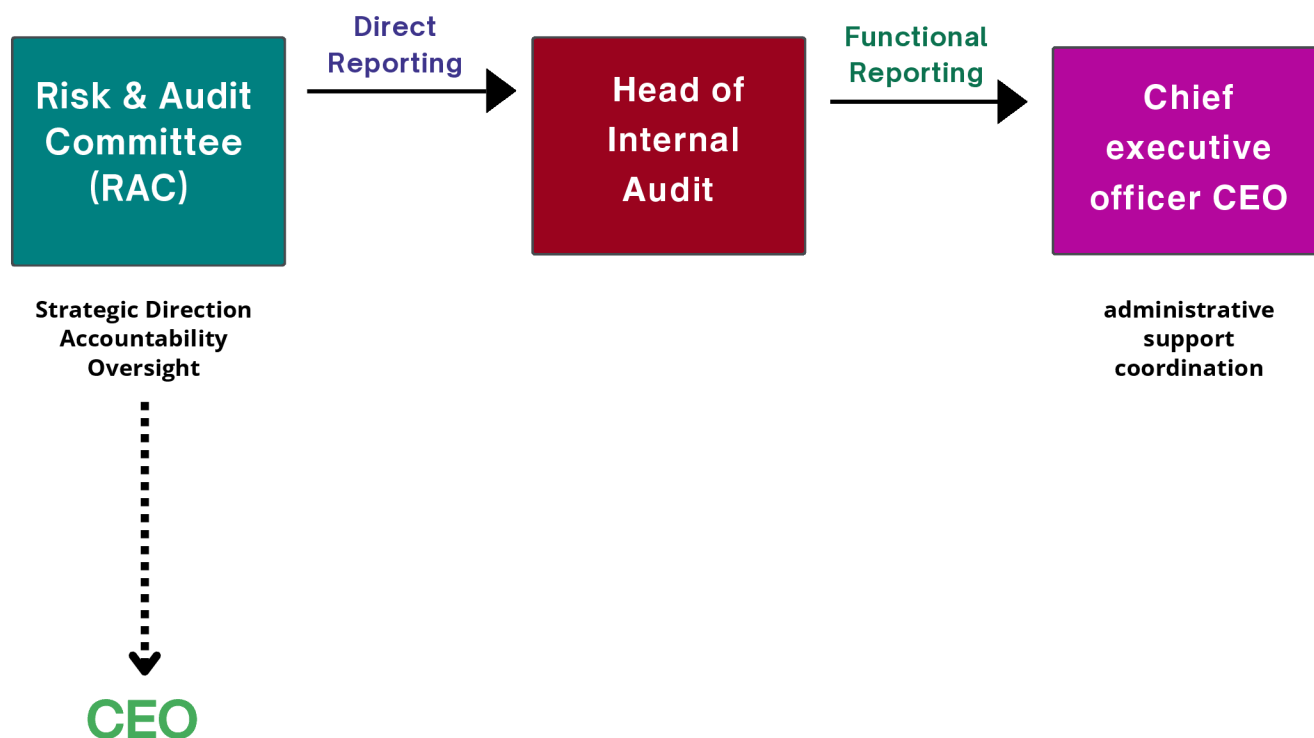 Direct
Reporting
Functional
Reporting
Risk & Audit
Committee
(RAC)
Head of
Internal
Audit
Chief
executive
officer CEO
Strategic Direction
Accountability
Oversight
administrative
support
coordination
CEO